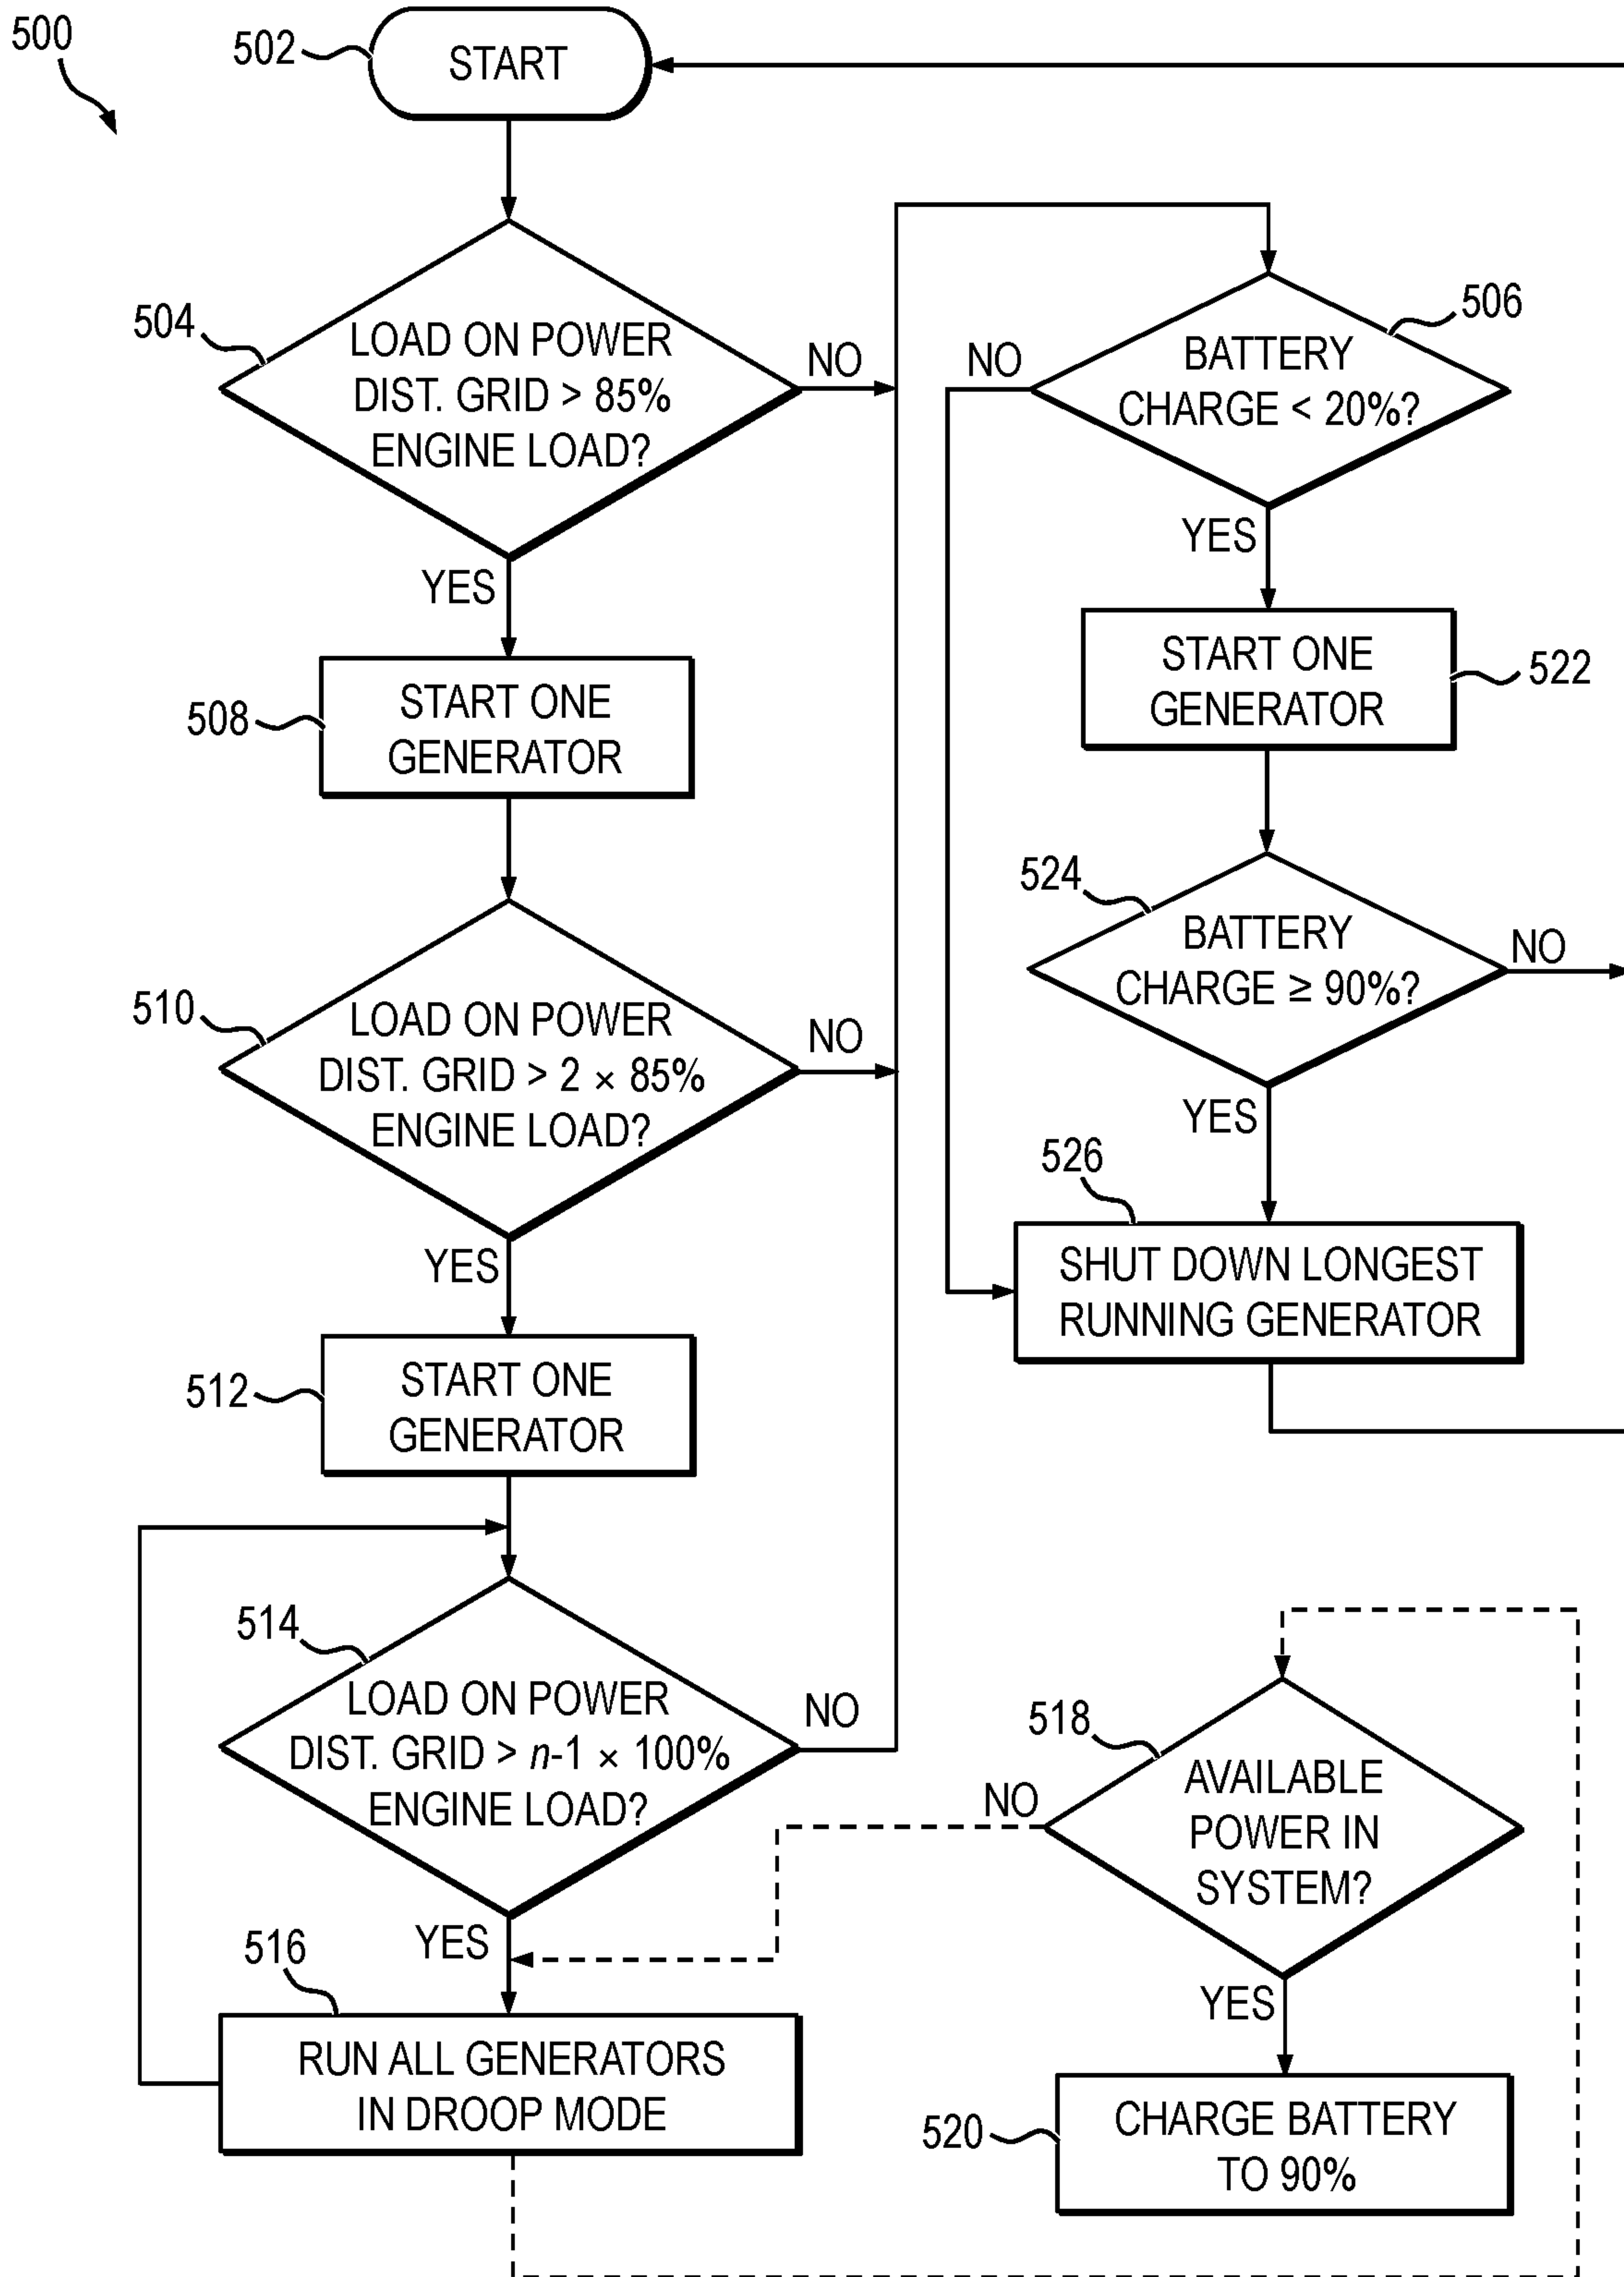 500
502
START
504
LOAD ON POWER
DIST. GRID > 85%
ENGINE LOAD?
NO
YES
508
START ONE
GENERATOR
510
LOAD ON POWER
DIST. GRID > 2 × 85%
ENGINE LOAD?
NO
YES
512
START ONE
GENERATOR
514
LOAD ON POWER
DIST. GRID > n-1 × 100%
ENGINE LOAD?
NO
YES
516
RUN ALL GENERATORS
IN DROOP MODE
506
BATTERY
CHARGE < 20%?
NO
YES
START ONE
GENERATOR
522
524
BATTERY
CHARGE ≥ 90%?
NO
YES
526
SHUT DOWN LONGEST
RUNNING GENERATOR
518
AVAILABLE
POWER IN
SYSTEM?
NO
YES
520
CHARGE BATTERY
TO 90%